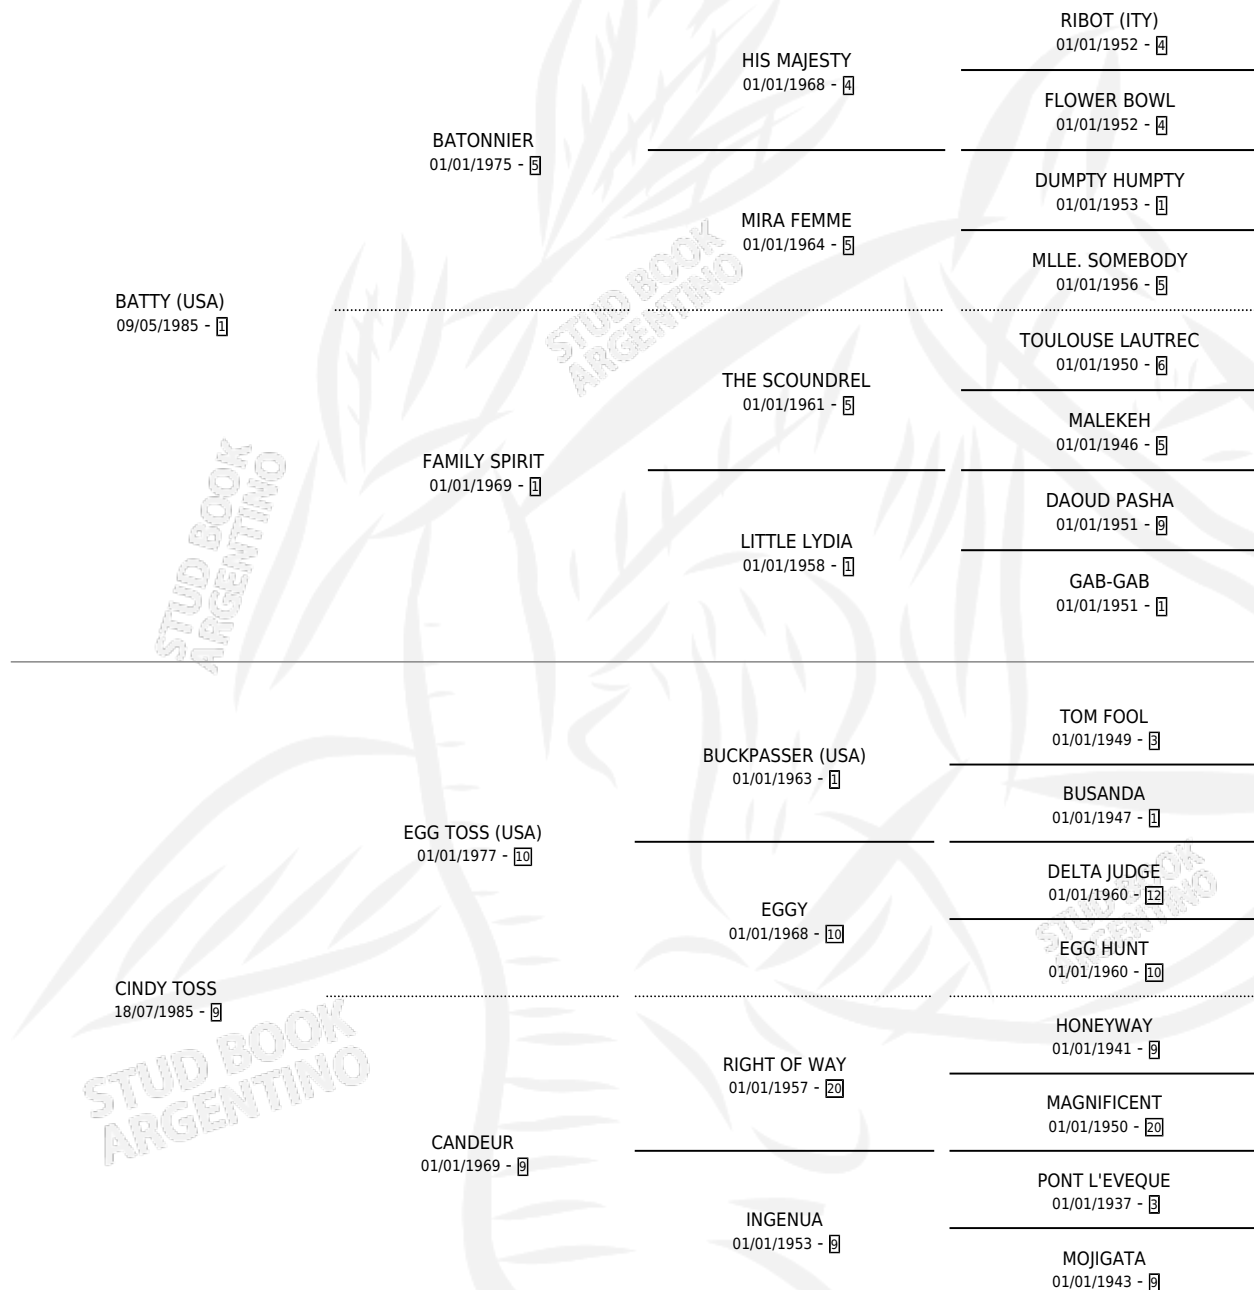 RIBOT (ITY)
01/01/1952 - 4
HIS MAJESTY
01/01/1968 - 4
FLOWER BOWL
01/01/1952 - 4
BATONNIER
01/01/1975 - 5
DUMPTY HUMPTY
01/01/1953 - 1
MIRA FEMME
01/01/1964 - 5
MLLE. SOMEBODY
01/01/1956 - 5
BATTY (USA)
09/05/1985 - 1
TOULOUSE LAUTREC
01/01/1950 - 6
THE SCOUNDREL
01/01/1961 - 5
MALEKEH
01/01/1946 - 5
FAMILY SPIRIT
01/01/1969 - 1
DAOUD PASHA
01/01/1951 - 9
LITTLE LYDIA
01/01/1958 - 1
GAB-GAB
01/01/1951 - 1
TOM FOOL
01/01/1949 - 3
BUCKPASSER (USA)
01/01/1963 - 1
BUSANDA
01/01/1947 - 1
EGG TOSS (USA)
01/01/1977 - 10
DELTA JUDGE
01/01/1960 - 12
EGGY
01/01/1968 - 10
EGG HUNT
01/01/1960 - 10
CINDY TOSS
18/07/1985 - 9
HONEYWAY
01/01/1941 - 9
RIGHT OF WAY
01/01/1957 - 20
MAGNIFICENT
01/01/1950 - 20
CANDEUR
01/01/1969 - 9
PONT L'EVEQUE
01/01/1937 - 3
INGENUA
01/01/1953 - 9
MOJIGATA
01/01/1943 - 9
STUD BOOK
ARGENTINO
STUD BOOK
ARGENTINO
STUD BOOK
ARGENTINO
STUD BOOK
ARGENTINO